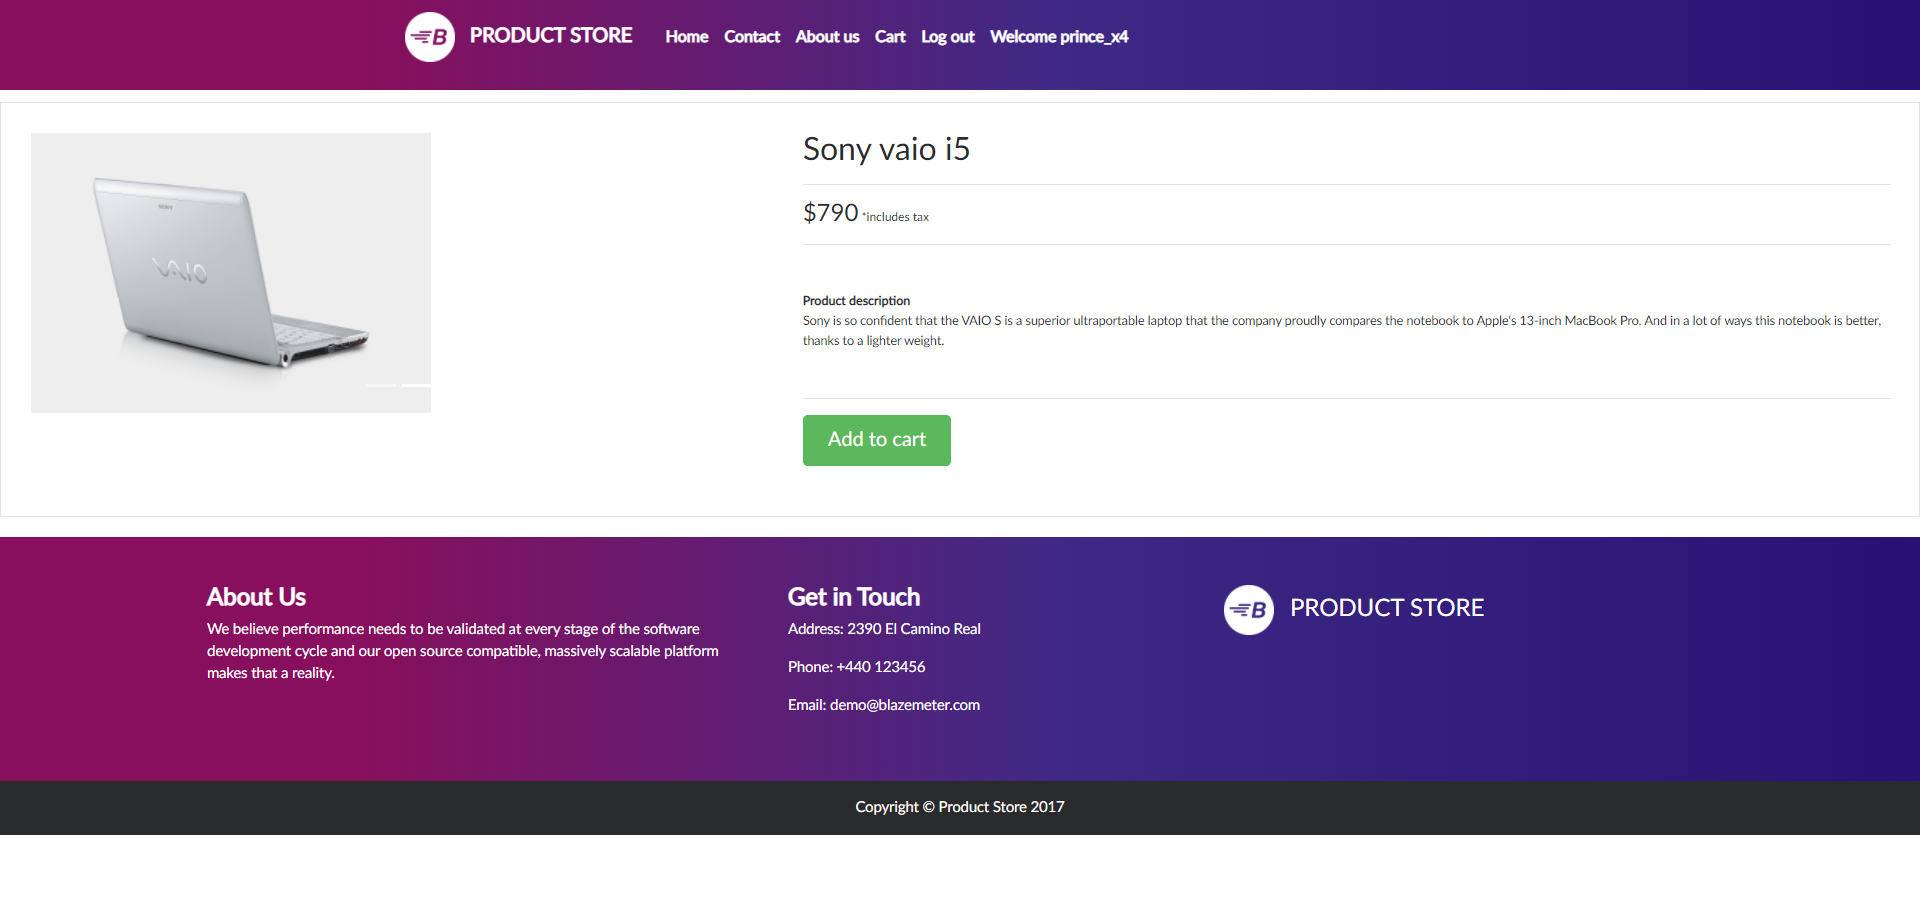 B PRODUCT STORE Home Contact About us Cart Log out Welcome prince_x4
SONY
VAIO
Sony vaio i5
$790 *includes tax
Product description
Sony is so confident that the VAIO S is a superior ultraportable laptop that the company proudly compares the notebook to Apple's 13-inch MacBook Pro. And in a lot of ways this notebook is better,
thanks to a lighter weight.
Add to cart
About Us
We believe performance needs to be validated at every stage of the software
development cycle and our open source compatible, massively scalable platform
makes that a reality.
Get in Touch
Address: 2390 El Camino Real
Phone: +440 123456
Email: demo@blazemeter.com
B PRODUCT STORE
Copyright © Product Store 2017